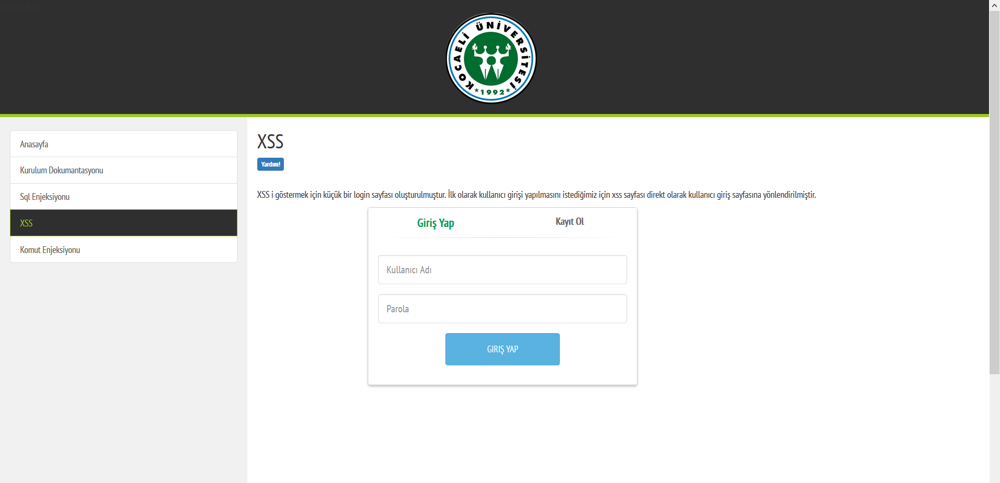 KOCAELİ ÜNİVERSİTESİ
1992
Anasayfa
Kurulum Dokumantasyonu
Sql Enjeksiyonu
XSS
Komut Enjeksiyonu
XSS
Yardım!
XSS i göstermek için küçük bir login sayfası oluşturulmuştur. İlk olarak kullanıcı girişi yapılmasını istediğimiz için xss sayfası direkt olarak kullanıcı giriş sayfasına yönlendirilmiştir.
Giriş Yap
Kayıt Ol
Kullanıcı Adı
Parola
GIRIŞ YAP